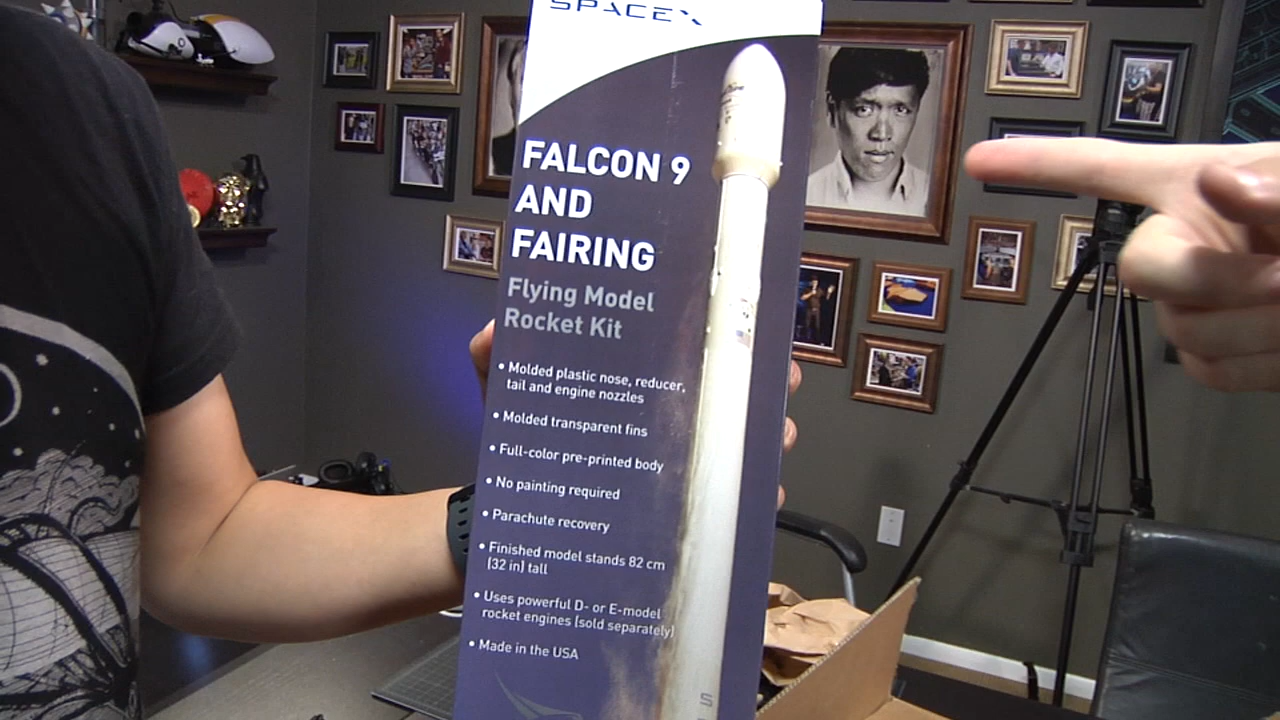 SPACEX
FALCON 9
AND
FAIRING
Flying Model
Rocket Kit
• Molded plastic nose, reducer,
tail and engine nozzles
• Molded transparent fins
• Full-color pre-printed body
• No painting required
• Parachute recovery
• Finished model stands 82 cm
(32 in) tall
• Uses powerful D- or E-model
rocket engines (sold separately)
• Made in the USA
S